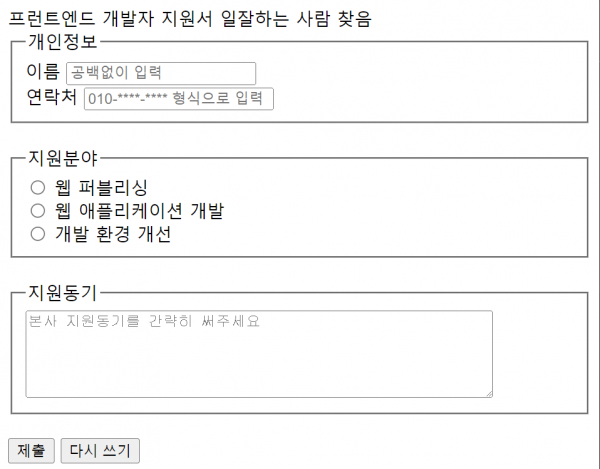 프런트엔드 개발자 지원서 일잘하는 사람 찾음
개인정보
이름 공백없이 입력
연락처 010-****-**** 형식으로 입력
지원분야
웹 퍼블리싱
웹 애플리케이션 개발
개발 환경 개선
지원동기
본사 지원동기를 간략히 써주세요
제출 다시 쓰기